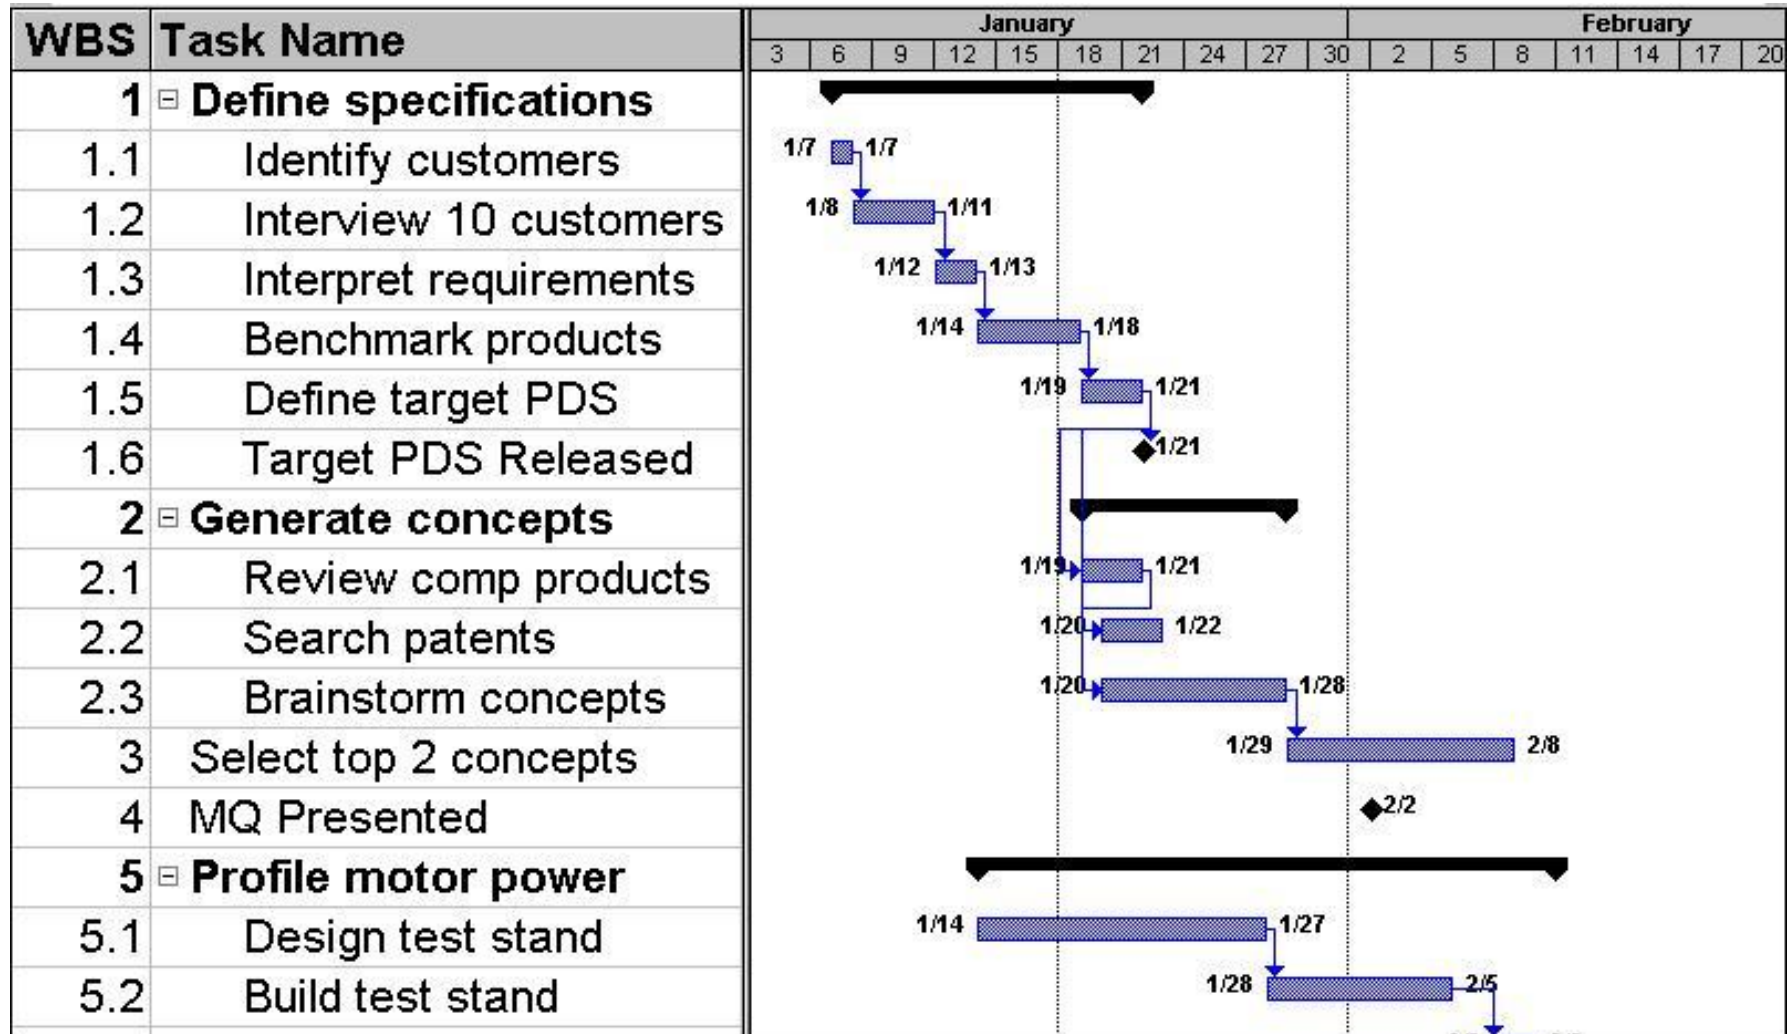 WBS Task Name January February
3 6 9 12 15 18 21 24 27 30 2 5 8 11 14 17 20
1 Define specifications
1.1 Identify customers 1/7 1/7
1.2 Interview 10 customers 1/8 1/11
1.3 Interpret requirements 1/12 1/13
1.4 Benchmark products 1/14 1/18
1.5 Define target PDS 1/19 1/21
1.6 Target PDS Released 1/21
2 Generate concepts
2.1 Review comp products 1/19 1/21
2.2 Search patents 1/20 1/22
2.3 Brainstorm concepts 1/20 1/28
3 Select top 2 concepts 1/29 2/8
4 MQ Presented 2/2
5 Profile motor power
5.1 Design test stand 1/14 1/27
5.2 Build test stand 1/28 2/5